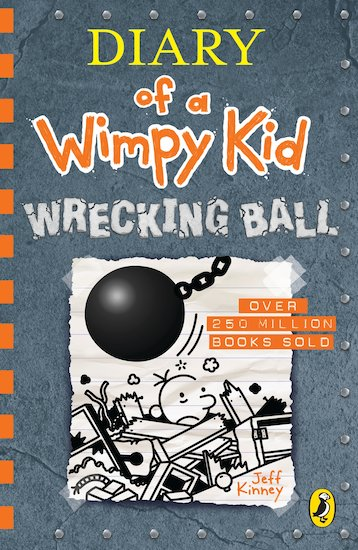 DIARY
of a
Wimpy Kid
WRECKING BALL
OVER
250 MILLION
BOOKS SOLD
Jeff
Kinney